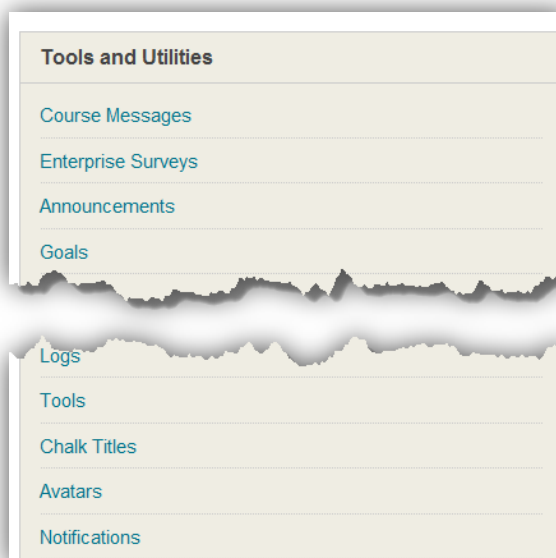 Tools and Utilities
Course Messages
Enterprise Surveys
Announcements
Goals
Logs
Tools
Chalk Titles
Avatars
Notifications